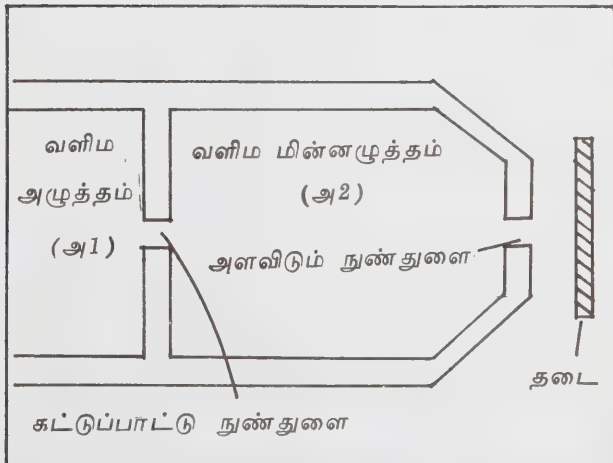 வளிம
அழுத்தம்
(அ1)
வளிம மின்னழுத்தம்
(அ2)
அளவிடும் நுண்துளை
தடை
கட்டுப்பாட்டு நுண்துளை